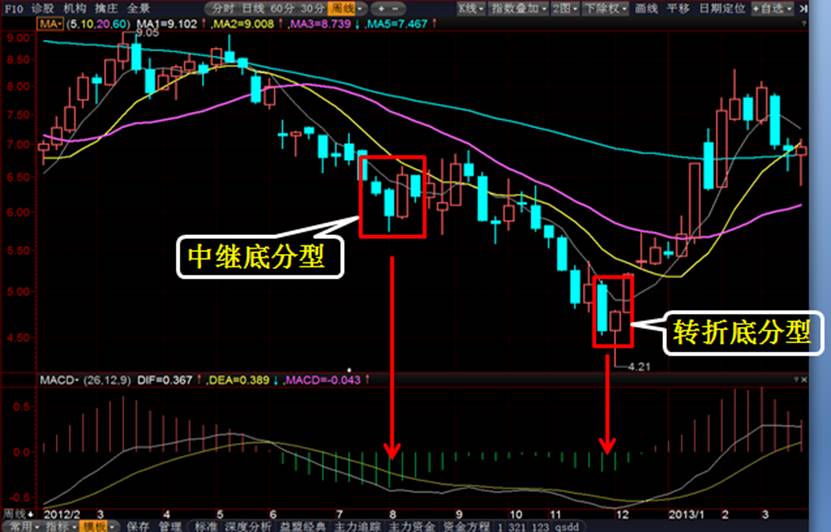 F10 诊股 机构 擒庄 全景 分时 日线 60分 30分 周线 K线 指数叠加 2图 下除权 画线 平移 日期定位 +自选
MA (5,10,20,60) MA1=9.102↑,MA2=9.008↑,MA3=8.739↓,MA5=7.467↑
9.05
9.00
8.50
8.00
7.50
7.00
6.50
6.00
中继底分型
5.50
5.00
转折底分型
4.50
4.21
MACD (26,12,9) DIF=0.367↑,DEA=0.389↓,MACD=-0.043↑
0.5
0.0
-0.5
周线 2012/2 3 4 5 6 7 8 9 10 11 12 2013/1 2 3
常用 指标 模板 保存 管理 标准 深度分析 益盟经典 主力追踪 主力资金 资金方程 1 321 123 qsdd